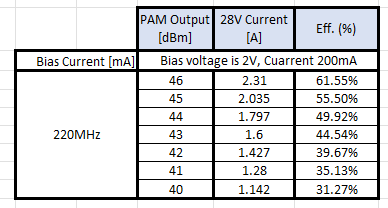 PAM Output [dBm] 28V Current [A] Eff. (%)
Bias Current [mA] Bias voltage is 2V, Cuarrent 200mA
220MHz
46 2.31 61.55%
45 2.035 55.50%
44 1.797 49.92%
43 1.6 44.54%
42 1.427 39.67%
41 1.28 35.13%
40 1.142 31.27%